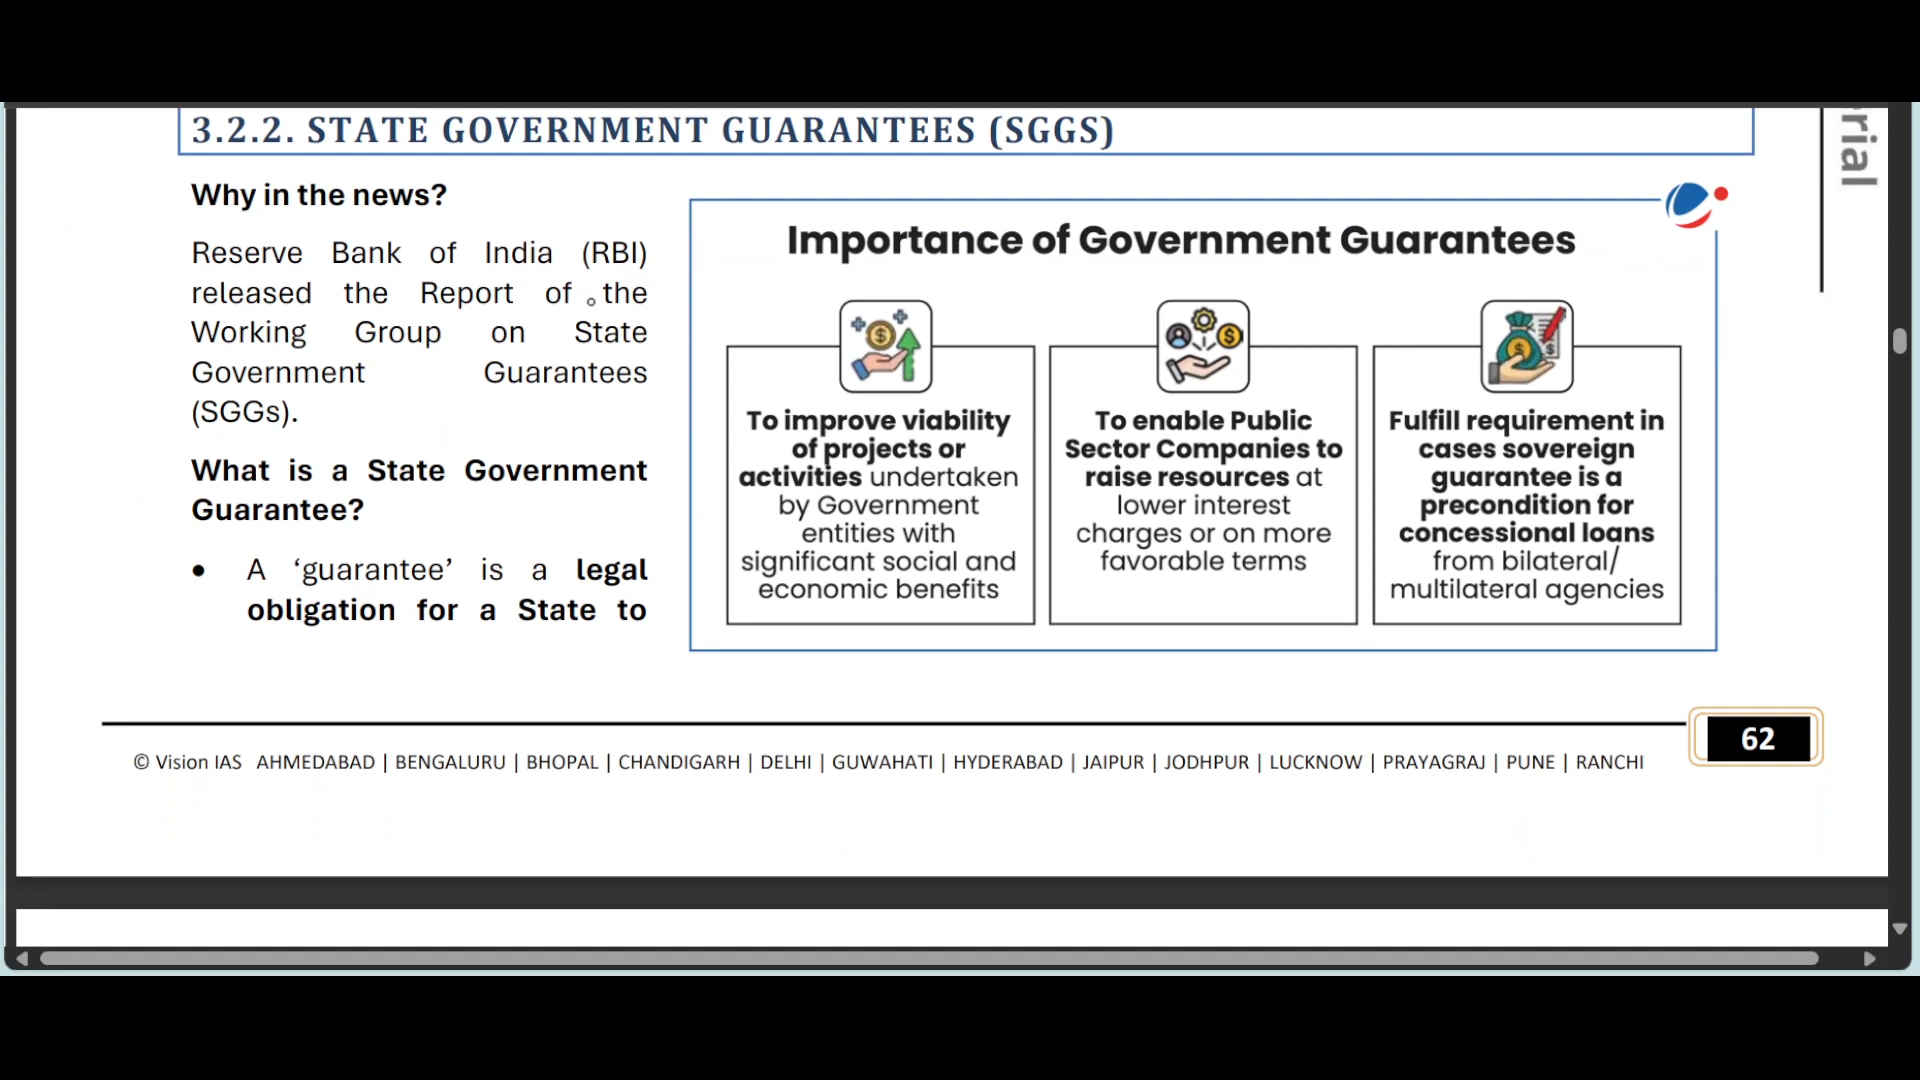 3.2.2. STATE GOVERNMENT GUARANTEES (SGGS)
Why in the news?
Reserve Bank of India (RBI)
released the Report of the
Working Group on State
Government Guarantees
(SGGs).
What is a State Government
Guarantee?
• A ‘guarantee’ is a legal
obligation for a State to
Importance of Government Guarantees
To improve viability
of projects or
activities undertaken
by Government
entities with
significant social and
economic benefits
To enable Public
Sector Companies to
raise resources at
lower interest
charges or on more
favorable terms
Fulfill requirement in
cases sovereign
guarantee is a
precondition for
concessional loans
from bilateral/
multilateral agencies
rial
62
© Vision IAS AHMEDABAD | BENGALURU | BHOPAL | CHANDIGARH | DELHI | GUWAHATI | HYDERABAD | JAIPUR | JODHPUR | LUCKNOW | PRAYAGRAJ | PUNE | RANCHI